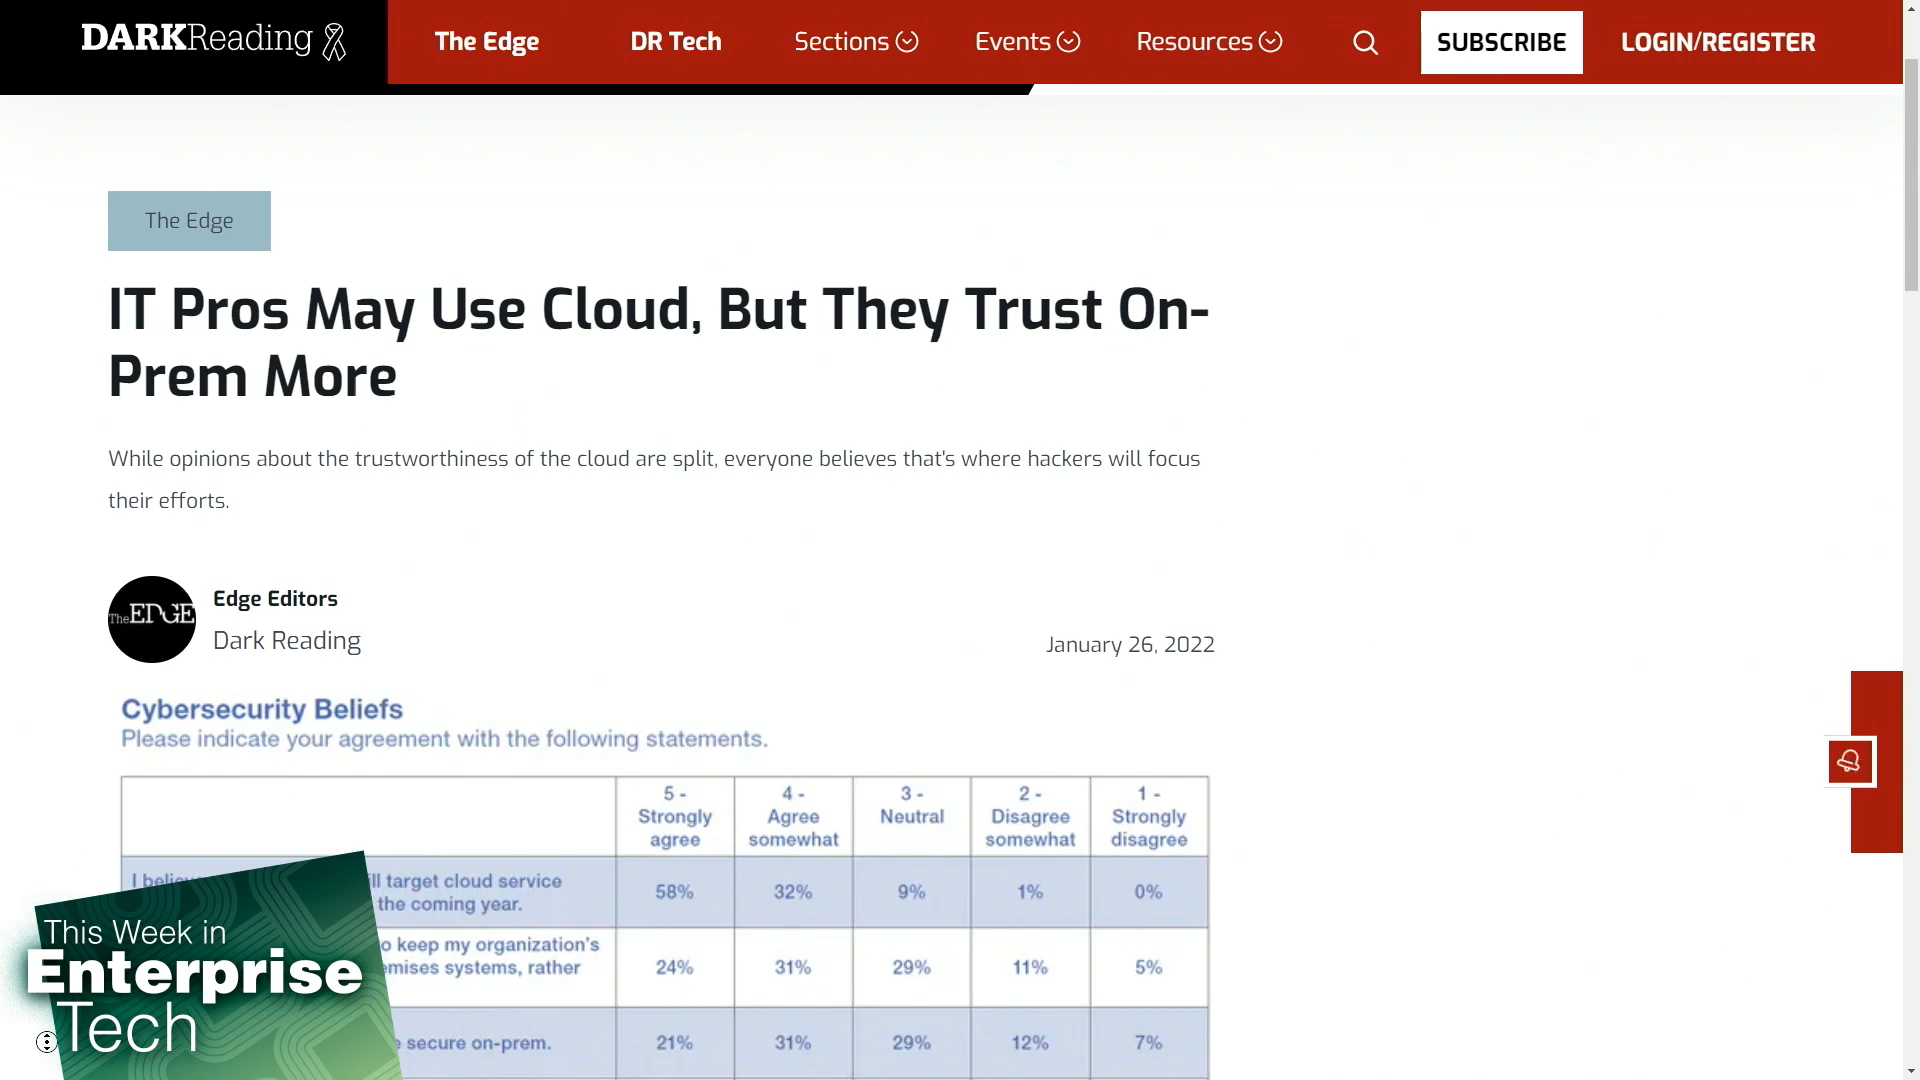 DARKReading
The Edge
DR Tech
Sections
Events
Resources
SUBSCRIBE
LOGIN/REGISTER
The Edge
IT Pros May Use Cloud, But They Trust On-
Prem More
While opinions about the trustworthiness of the cloud are split, everyone believes that's where hackers will focus
their efforts.
The EDGE
Edge Editors
Dark Reading
January 26, 2022
Cybersecurity Beliefs
Please indicate your agreement with the following statements.
5 - Strongly agree
4 - Agree somewhat
3 - Neutral
2 - Disagree somewhat
1 - Strongly disagree
I target cloud service
the coming year.
58% 32% 9% 1% 0%
keep my organization's
systems, rather
24% 31% 29% 11% 5%
secure on-prem.
21% 31% 29% 12% 7%
This Week in
Enterprise
Tech